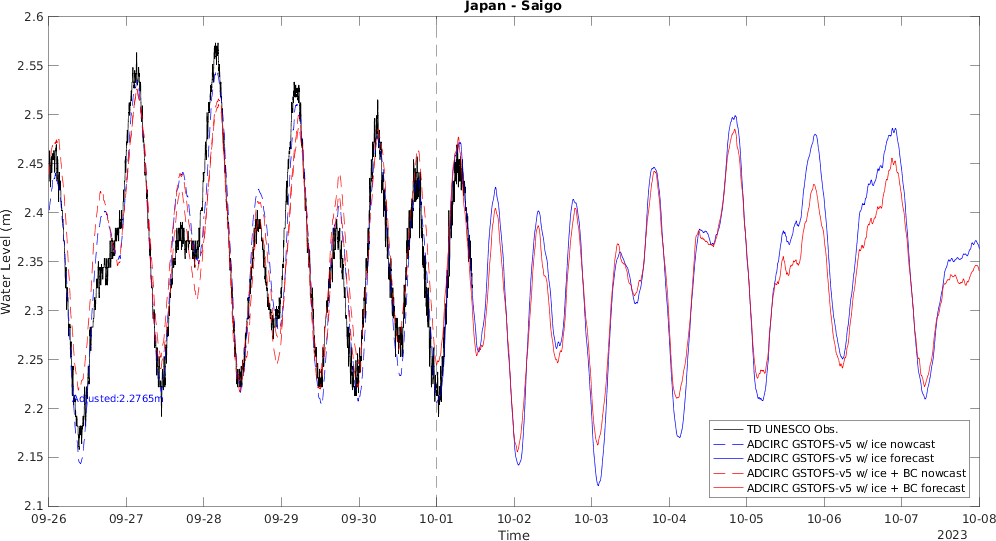 Japan - Saigo
Water Level (m)
2.6
2.55
2.5
2.45
2.4
2.35
2.3
2.25
2.2
2.15
2.1
Adjusted:2.2765m
TD UNESCO Obs.
ADCIRC GSTOFS-v5 w/ ice nowcast
ADCIRC GSTOFS-v5 w/ ice forecast
ADCIRC GSTOFS-v5 w/ ice + BC nowcast
ADCIRC GSTOFS-v5 w/ ice + BC forecast
09-26 09-27 09-28 09-29 09-30 10-01 10-02 10-03 10-04 10-05 10-06 10-07 10-08
Time
2023